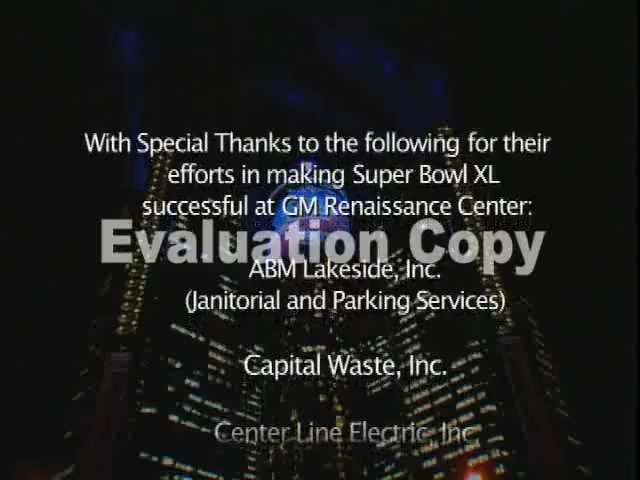 With Special Thanks to the following for their
efforts in making Super Bowl XL
successful at GM Renaissance Center:
Evaluation Copy
ABM Lakeside, Inc.
(Janitorial and Parking Services)
Capital Waste, Inc.
Center Line Electric, Inc